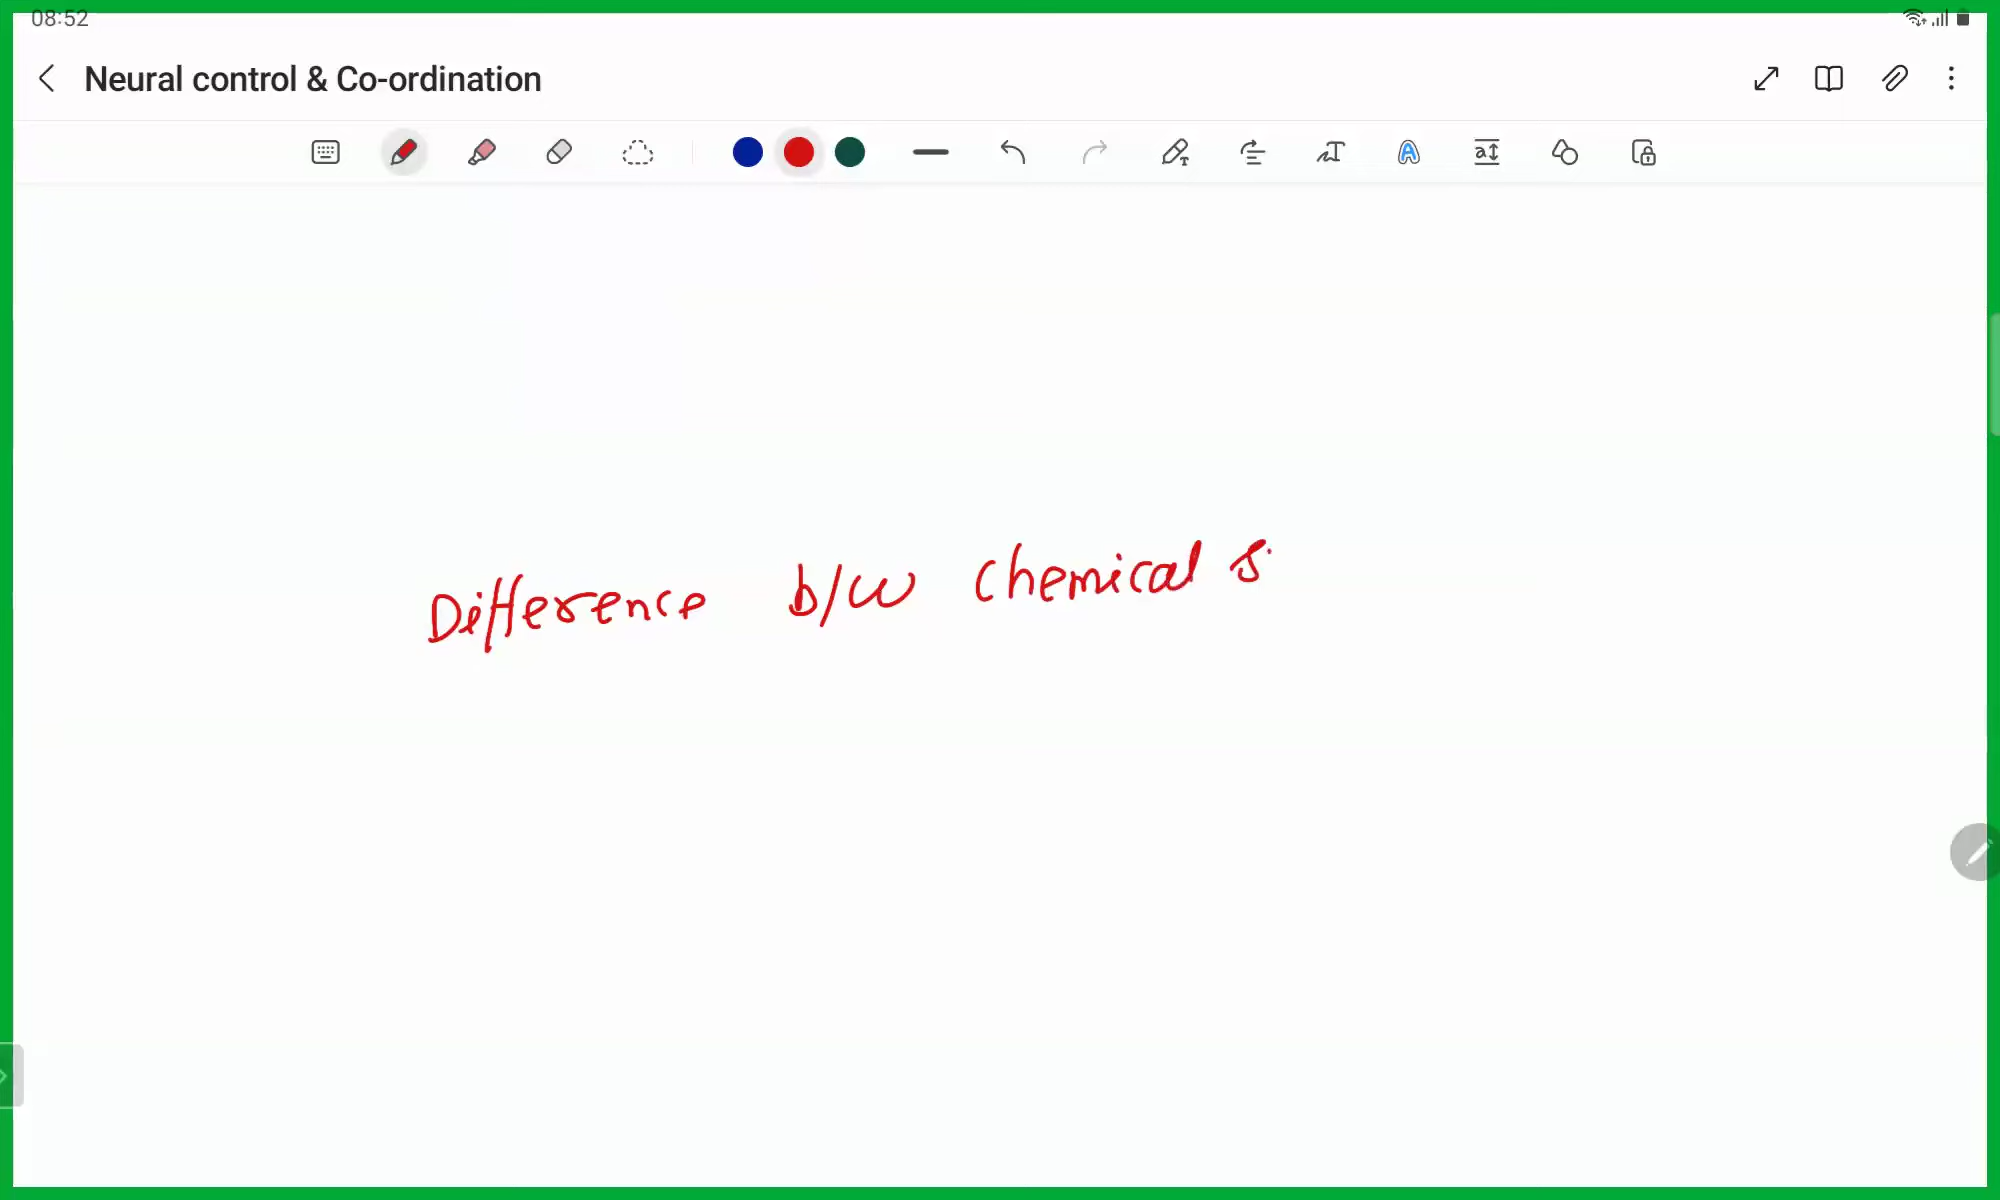 08:52
Neural control & Co-ordination
Difference b/w chemical &